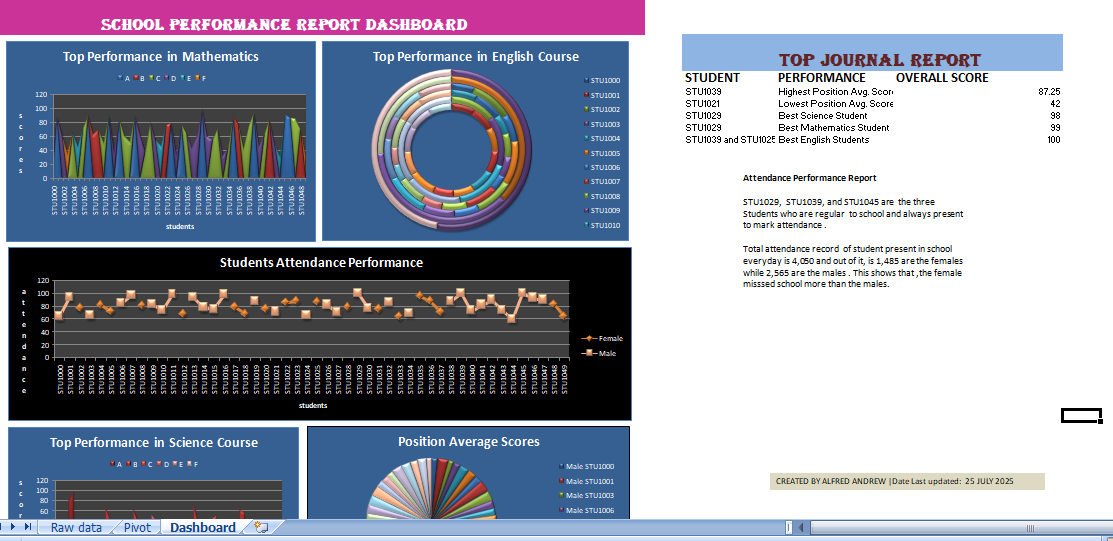 SCHOOL PERFORMANCE REPORT DASHBOARD
Top Performance in Mathematics
A B C D E F
120
100
80
60
40
20
0
s
c
o
r
e
s
STU1000
STU1002
STU1004
STU1006
STU1008
STU1010
STU1012
STU1014
STU1016
STU1018
STU1020
STU1022
STU1024
STU1026
STU1028
STU1030
STU1032
STU1034
STU1036
STU1038
STU1040
STU1042
STU1044
STU1046
STU1048
students
Top Performance in English Course
STU1000
STU1001
STU1002
STU1003
STU1004
STU1005
STU1006
STU1007
STU1008
STU1009
STU1010
Students Attendance Performance
120
100
80
60
40
20
0
a
t
t
e
n
d
a
n
c
e
STU1000
STU1001
STU1002
STU1003
STU1004
STU1005
STU1006
STU1007
STU1008
STU1009
STU1010
STU1011
STU1012
STU1013
STU1014
STU1015
STU1016
STU1017
STU1018
STU1019
STU1020
STU1021
STU1022
STU1023
STU1024
STU1025
STU1026
STU1027
STU1028
STU1029
STU1030
STU1031
STU1032
STU1033
STU1034
STU1035
STU1036
STU1037
STU1038
STU1039
STU1040
STU1041
STU1042
STU1043
STU1044
STU1045
STU1046
STU1047
STU1048
STU1049
students
Female
Male
Top Performance in Science Course
A B C D E F
120
100
80
60
s
c
o
Position Average Scores
Male STU1000
Male STU1001
Male STU1003
Male STU1006
TOP JOURNAL REPORT
STUDENT PERFORMANCE OVERALL SCORE
STU1039 Highest Position Avg. Score 87.25
STU1021 Lowest Position Avg. Score 42
STU1029 Best Science Student 98
STU1029 Best Mathematics Student 99
STU1039 and STU1025 Best English Students 100
Attendance Performance Report
STU1029, STU1039, and STU1045 are the three
Students who are regular to school and always present
to mark attendance .
Total attendance record of student present in school
everyday is 4,050 and out of it, is 1,485 are the females
while 2,565 are the males . This shows that ,the female
misssed school more than the males.
CREATED BY ALFRED ANDREW |Date Last updated: 25 JULY 2025
Raw data Pivot Dashboard